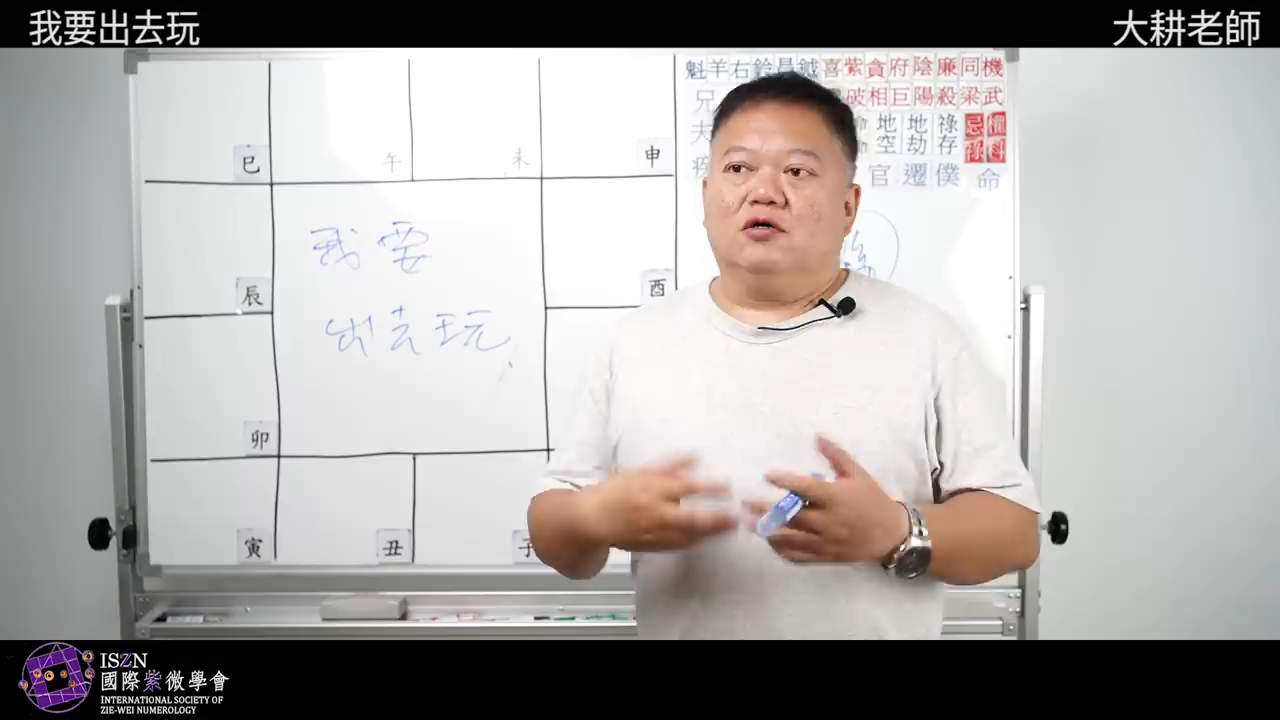 我要出去玩
大耕老師
魁羊右鈴昌鉞喜紫貪府陰廉同機
兄 破相巨陽殺梁武
夫 地空 地劫 祿存 忌權祿科
疾 官遷僕命
巳 午 未 申
我要
辰 酉
出去玩
卯
寅 丑 子
ISZN
國際紫微學會
INTERNATIONAL SOCIETY OF
ZIE-WEI NUMEROLOGY